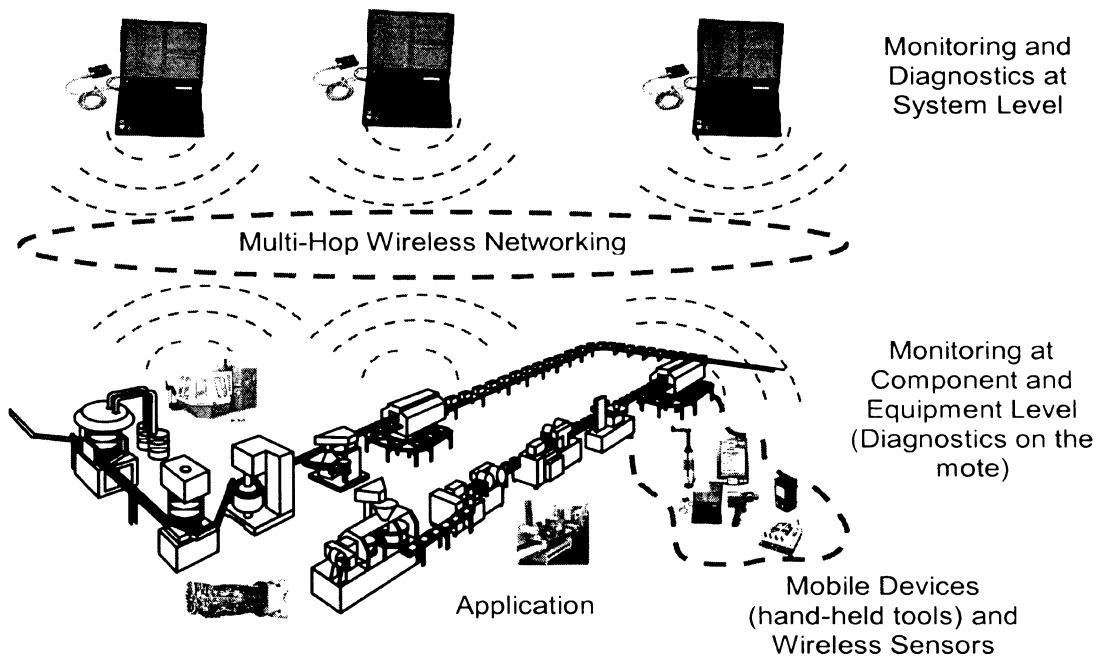 Monitoring and
Diagnostics at
System Level
Multi-Hop Wireless Networking
Monitoring at
Component and
Equipment Level
(Diagnostics on the
mote)
Application
Mobile Devices
(hand-held tools) and
Wireless Sensors